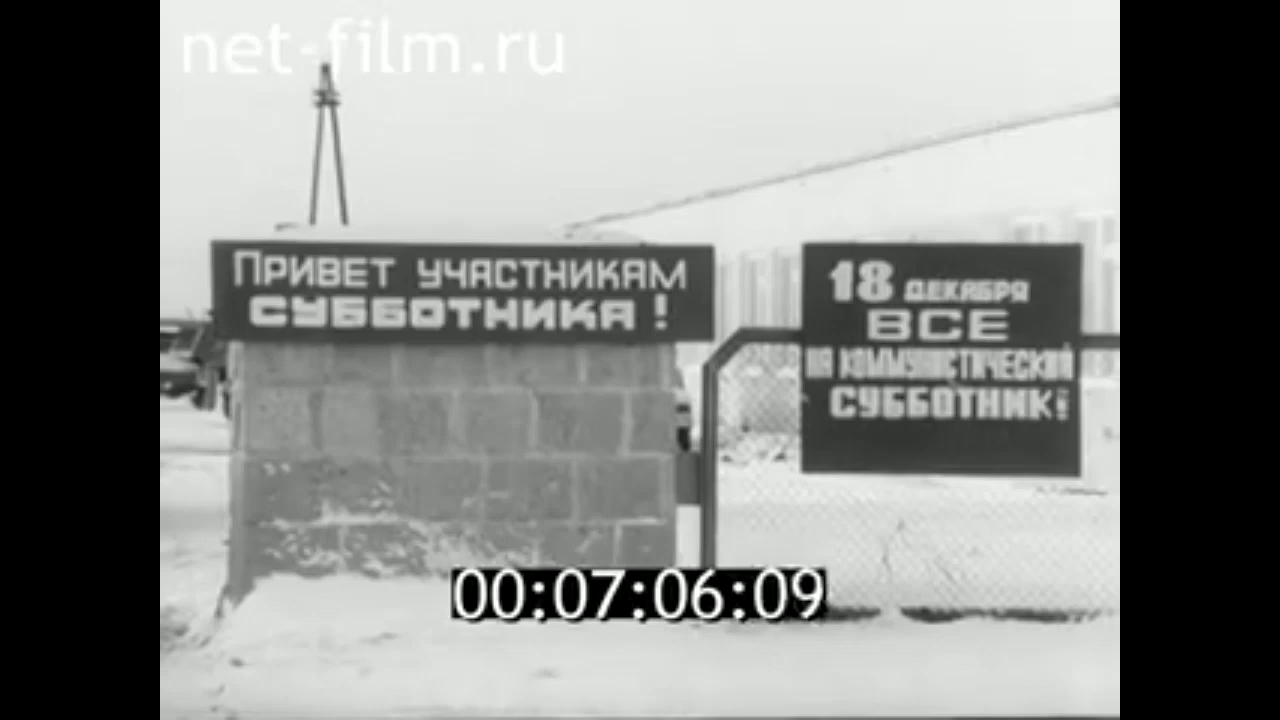 net-film.ru
ПРИВЕТ УЧАСТНИКАМ
СУББОТНИКА!
18 ДЕКАБРЯ
ВСЕ
НА КОММУНИСТИЧЕСКИЙ
СУББОТНИК!
00:07:06:09